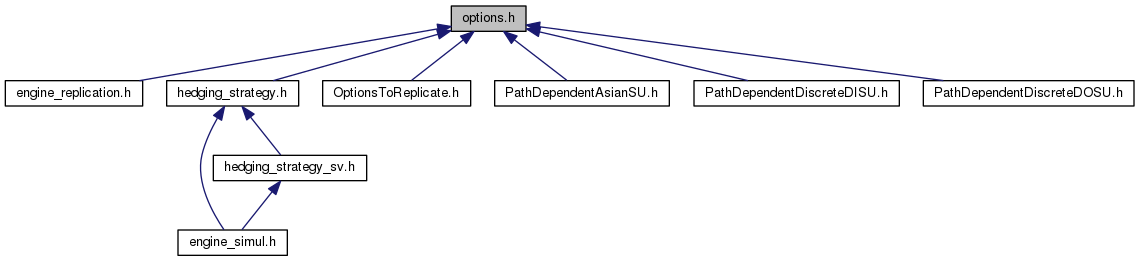 options.h
engine_replication.h
hedging_strategy.h
OptionsToReplicate.h
PathDependentAsianSU.h
PathDependentDiscreteDISU.h
PathDependentDiscreteDOSU.h
hedging_strategy_sv.h
engine_simul.h